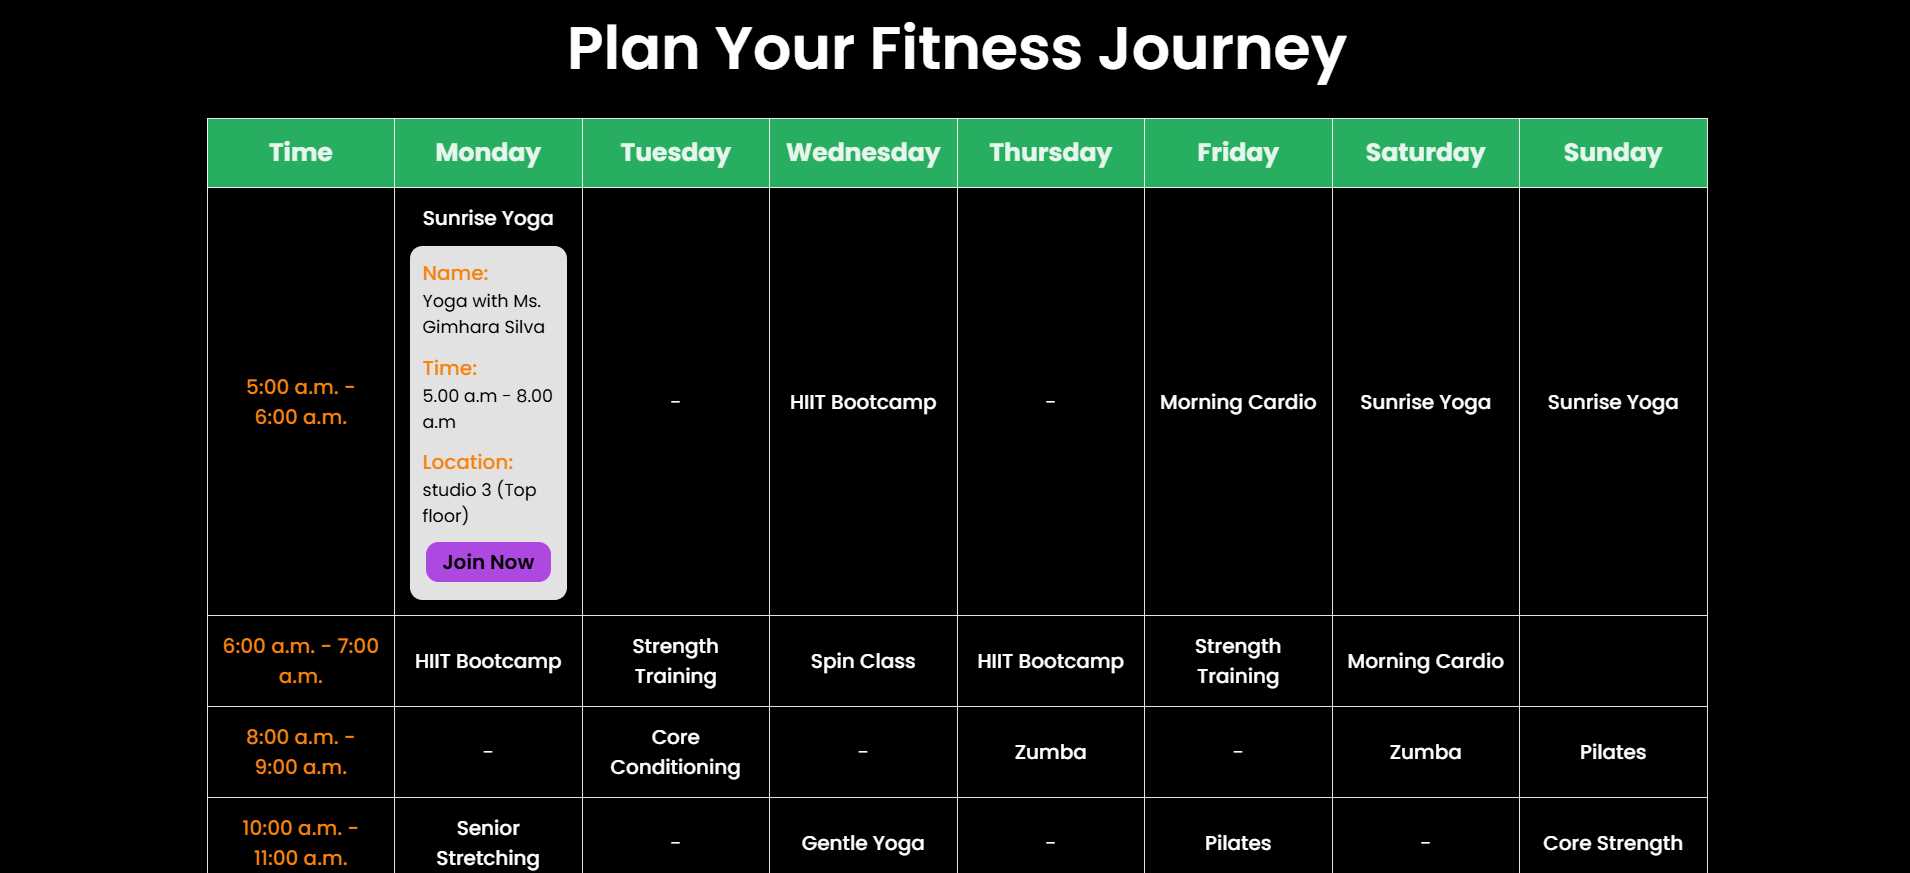 Plan Your Fitness Journey
Time Monday Tuesday Wednesday Thursday Friday Saturday Sunday
5:00 a.m. -
6:00 a.m.
Sunrise Yoga
Name:
Yoga with Ms.
Gimhara Silva
Time:
5.00 a.m - 8.00
a.m
Location:
studio 3 (Top
floor)
Join Now
-
HIIT Bootcamp
-
Morning Cardio
Sunrise Yoga
Sunrise Yoga
6:00 a.m. - 7:00
a.m.
HIIT Bootcamp
Strength
Training
Spin Class
HIIT Bootcamp
Strength
Training
Morning Cardio
8:00 a.m. -
9:00 a.m.
-
Core
Conditioning
-
Zumba
-
Zumba
Pilates
10:00 a.m. -
11:00 a.m.
Senior
Stretching
-
Gentle Yoga
-
Pilates
-
Core Strength